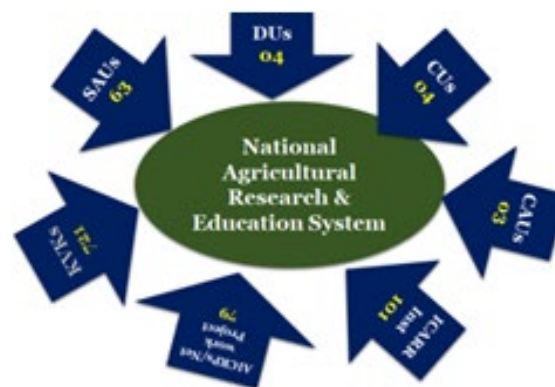 DUs
04
CUs
04
CAUs
03
ICARR
Inst
101
AICRPs/Net
work
Project
79
KVKS
721
SAUs
63
National
Agricultural
Research &
Education System